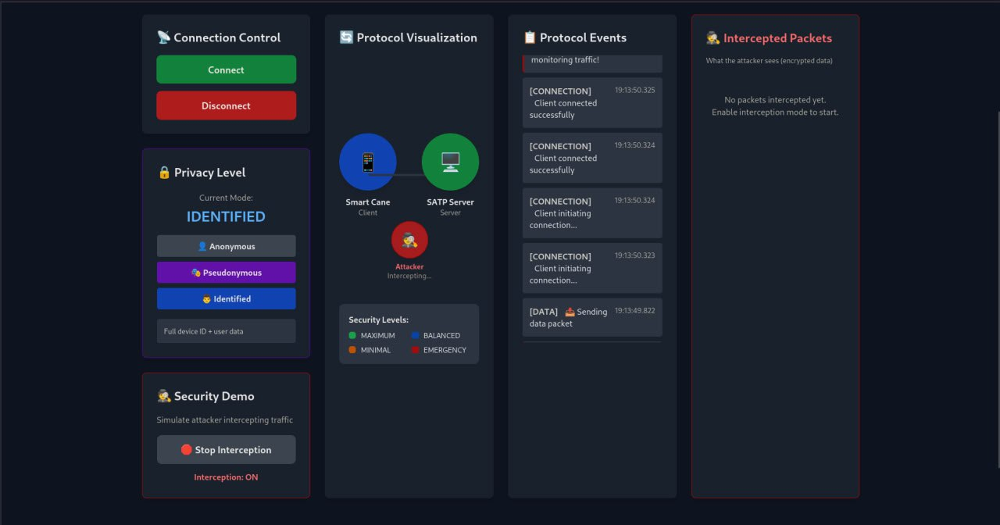 Connection Control
Connect
Disconnect
Privacy Level
Current Mode:
IDENTIFIED
Anonymous
Pseudonymous
Identified
Full device ID + user data
Security Demo
Simulate attacker intercepting traffic
Stop Interception
Interception: ON
Protocol Visualization
Smart Cane
Client
SATP Server
Server
Attacker
Intercepting...
Security Levels:
MAXIMUM
BALANCED
MINIMAL
EMERGENCY
Protocol Events
monitoring traffic!
[CONNECTION] 19:13:50.325
Client connected
successfully
[CONNECTION] 19:13:50.324
Client connected
successfully
[CONNECTION] 19:13:50.324
Client initiating
connection...
[CONNECTION] 19:13:50.323
Client initiating
connection...
[DATA] Sending 19:13:49.822
data packet
Intercepted Packets
What the attacker sees (encrypted data)
No packets intercepted yet.
Enable interception mode to start.